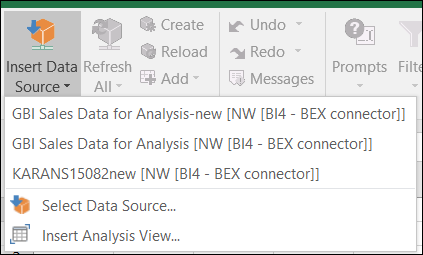 Insert Data Source
Refresh All
Create
Reload
Add
Undo
Redo
Messages
Prompts
GBI Sales Data for Analysis-new [NW [BI4 - BEX connector]]
GBI Sales Data for Analysis [NW [BI4 - BEX connector]]
KARANS15082new [NW [BI4 - BEX connector]]
Select Data Source...
Insert Analysis View...